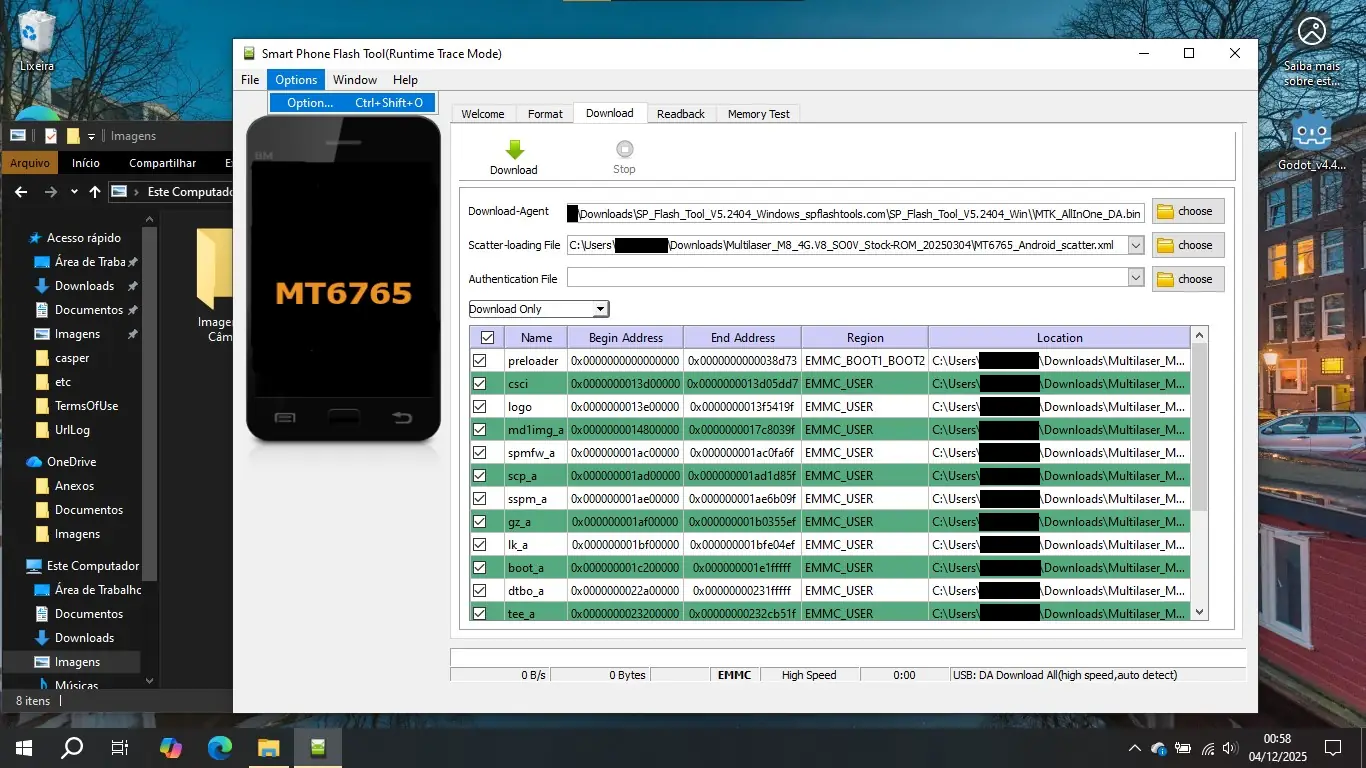 Lixeira
Saiba mais
sobre est...
Godot_v4.4...
Imagens
Arquivo Início Compartilhar
Este Computad
Acesso rápido
Área de Traba
Downloads
Documentos
Imagens
casper
etc
TermsOfUse
UrlLog
OneDrive
Anexos
Documentos
Imagens
Este Computador
Área de Trabalho
Documentos
Downloads
Imagens
Músicas
8 itens
Image
Câm
Smart Phone Flash Tool(Runtime Trace Mode)
File Options Window Help
Option... Ctrl+Shift+O
BM
MT6765
Welcome Format Download Readback Memory Test
Download Stop
Download-Agent \Downloads\SP_Flash_Tool_V5.2404_Windows_spflashtools.com\SP_Flash_Tool_V5.2404_Win\\MTK_AllInOne_DA.bin choose
Scatter-loading File C:\Users\ \Downloads\Multilaser_M8_4G.V8_SO0V_Stock-ROM_20250304/MT6765_Android_scatter.xml choose
Authentication File choose
Download Only
Name Begin Address End Address Region Location
preloader 0x0000000000000000 0x0000000000038d73 EMMC_BOOT1_BOOT2 C:\Users\ \Downloads\Multilaser_M...
csci 0x0000000013d00000 0x0000000013d05dd7 EMMC_USER C:\Users\ \Downloads\Multilaser_M...
logo 0x0000000013e00000 0x0000000013f5419f EMMC_USER C:\Users\ \Downloads\Multilaser_M...
md1img_a 0x0000000014800000 0x0000000017c8039f EMMC_USER C:\Users\ \Downloads\Multilaser_M...
spmfw_a 0x000000001ac00000 0x000000001ac0fa6f EMMC_USER C:\Users\ \Downloads\Multilaser_M...
scp_a 0x000000001ad00000 0x000000001ad1d85f EMMC_USER C:\Users\ \Downloads\Multilaser_M...
sspm_a 0x000000001ae00000 0x000000001ae6b09f EMMC_USER C:\Users\ \Downloads\Multilaser_M...
gz_a 0x000000001af00000 0x000000001b0355ef EMMC_USER C:\Users\ \Downloads\Multilaser_M...
lk_a 0x000000001bf00000 0x000000001bfe04ef EMMC_USER C:\Users\ \Downloads\Multilaser_M...
boot_a 0x000000001c200000 0x000000001e1fffff EMMC_USER C:\Users\ \Downloads\Multilaser_M...
dtbo_a 0x0000000022a00000 0x00000000231fffff EMMC_USER C:\Users\ \Downloads\Multilaser_M...
tee_a 0x0000000023200000 0x00000000232cb51f EMMC_USER C:\Users\ \Downloads\Multilaser_M...
0 B/s 0 Bytes EMMC High Speed 0:00 USB: DA Download All(high speed,auto detect)
00:58
04/12/2025